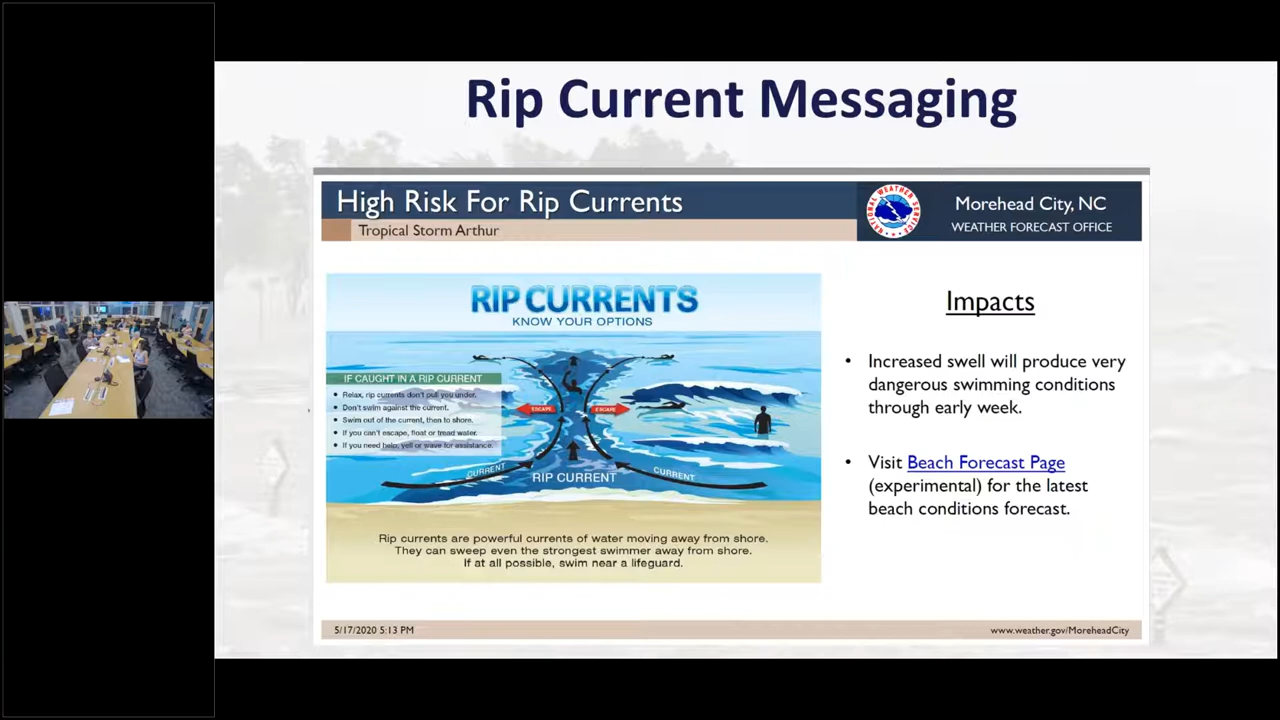 Rip Current Messaging
High Risk For Rip Currents
Tropical Storm Arthur
NATIONAL WEATHER SERVICE
Morehead City, NC
WEATHER FORECAST OFFICE
RIP CURRENTS
KNOW YOUR OPTIONS
IF CAUGHT IN A RIP CURRENT
• Relax, rip currents don't pull you under.
• Don't swim against the current.
• Swim out of the current, then to shore.
• If you can't escape, float or tread water.
• If you need help, yell or wave for assistance.
ESCAPE
ESCAPE
CURRENT
RIP CURRENT
CURRENT
Rip currents are powerful currents of water moving away from shore.
They can sweep even the strongest swimmer away from shore.
If at all possible, swim near a lifeguard.
Impacts
• Increased swell will produce very
dangerous swimming conditions
through early week.
• Visit Beach Forecast Page
(experimental) for the latest
beach conditions forecast.
5/17/2020 5:13 PM
www.weather.gov/MoreheadCity